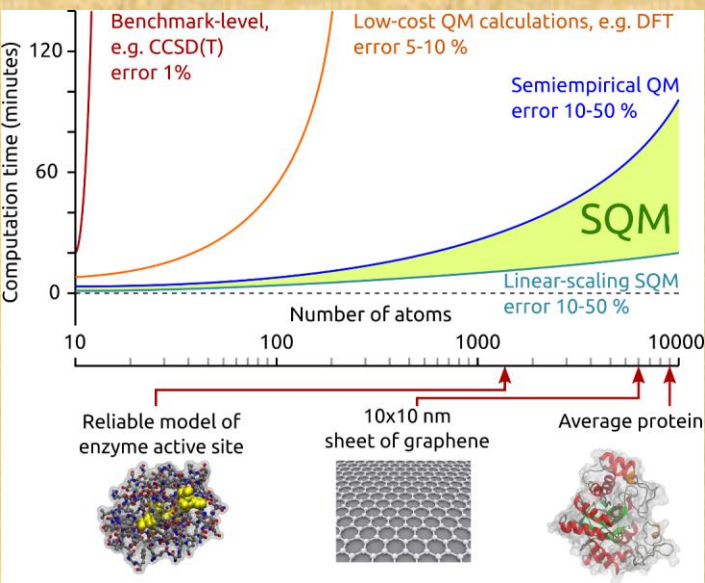 Benchmark-level,
e.g. CCSD(T)
error 1%
Low-cost QM calculations, e.g. DFT
error 5-10 %
Semiempirical QM
error 10-50 %
SQM
Linear-scaling SQM
error 10-50 %
Computation time (minutes)
120
60
0
Number of atoms
10
100
1000
10000
Reliable model of
enzyme active site
10x10 nm
sheet of graphene
Average protein